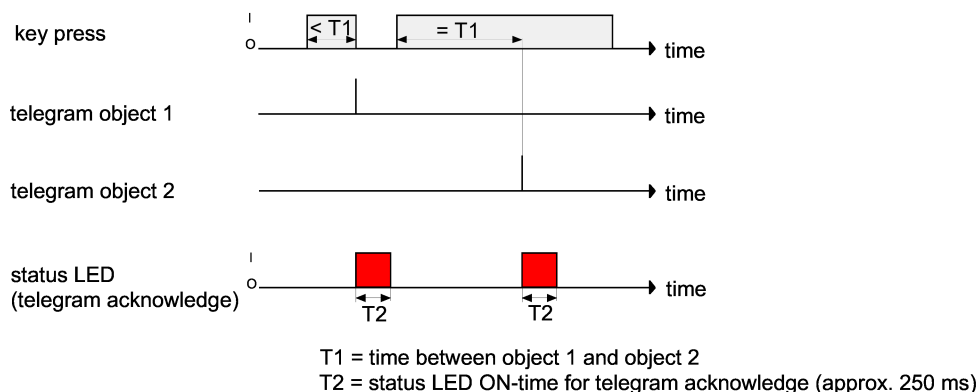 I
key press
< T1
= T1
O
time
telegram object 1
time
telegram object 2
time
I
status LED
O
time
(telegram acknowledge)
T2
T2
T1 = time between object 1 and object 2
T2 = status LED ON-time for telegram acknowledge (approx. 250 ms)